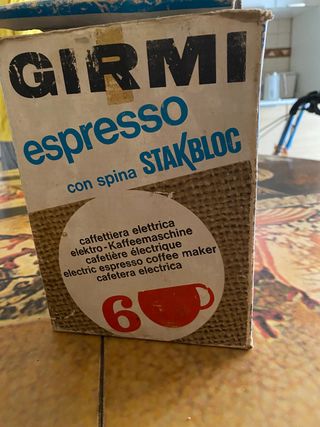 GIRMI
espresso
con spina STAKBLOC
caffettiera elettrica
elektro-Kaffeemaschine
cafetière électrique
electric espresso coffee maker
cafetera electrica
6